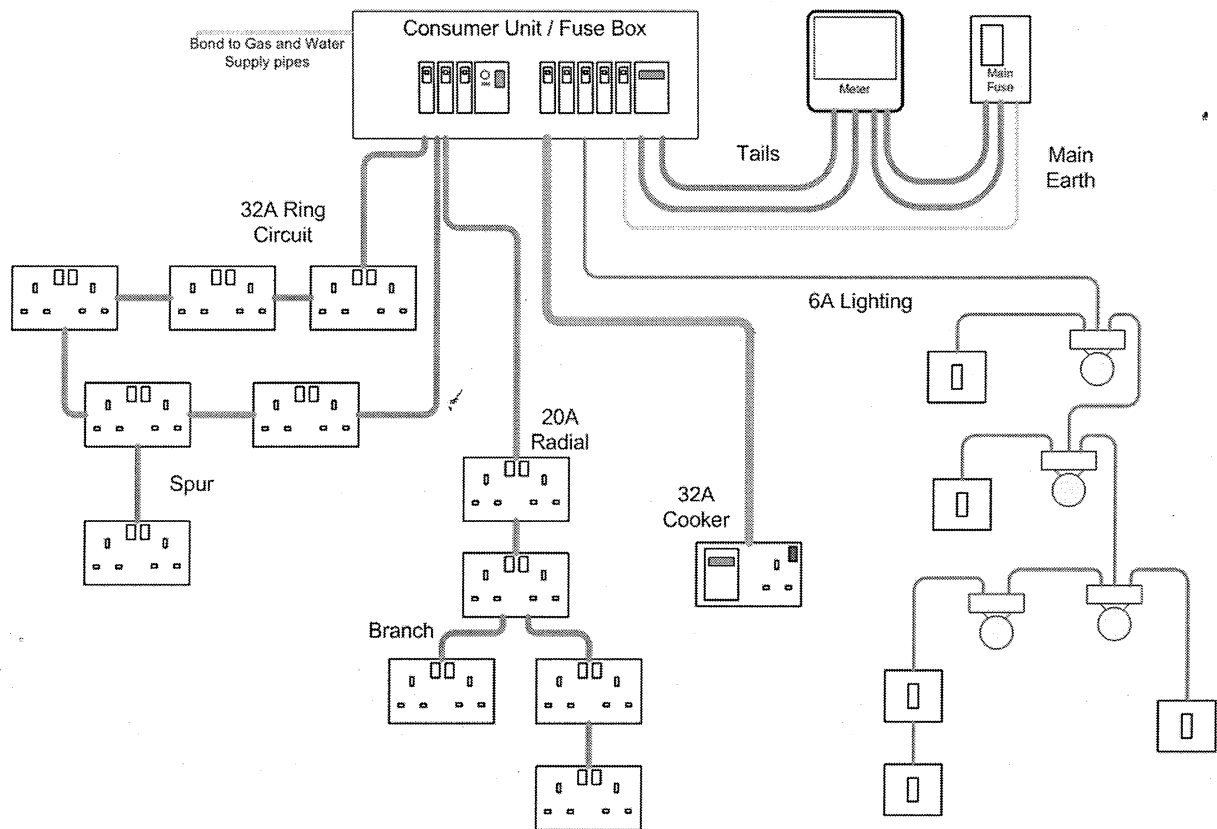 Consumer Unit / Fuse Box
Bond to Gas and Water
Supply pipes
Meter
Main
Fuse
Tails
Main
Earth
32A Ring
Circuit
6A Lighting
20A
Radial
Spur
32A
Cooker
Branch